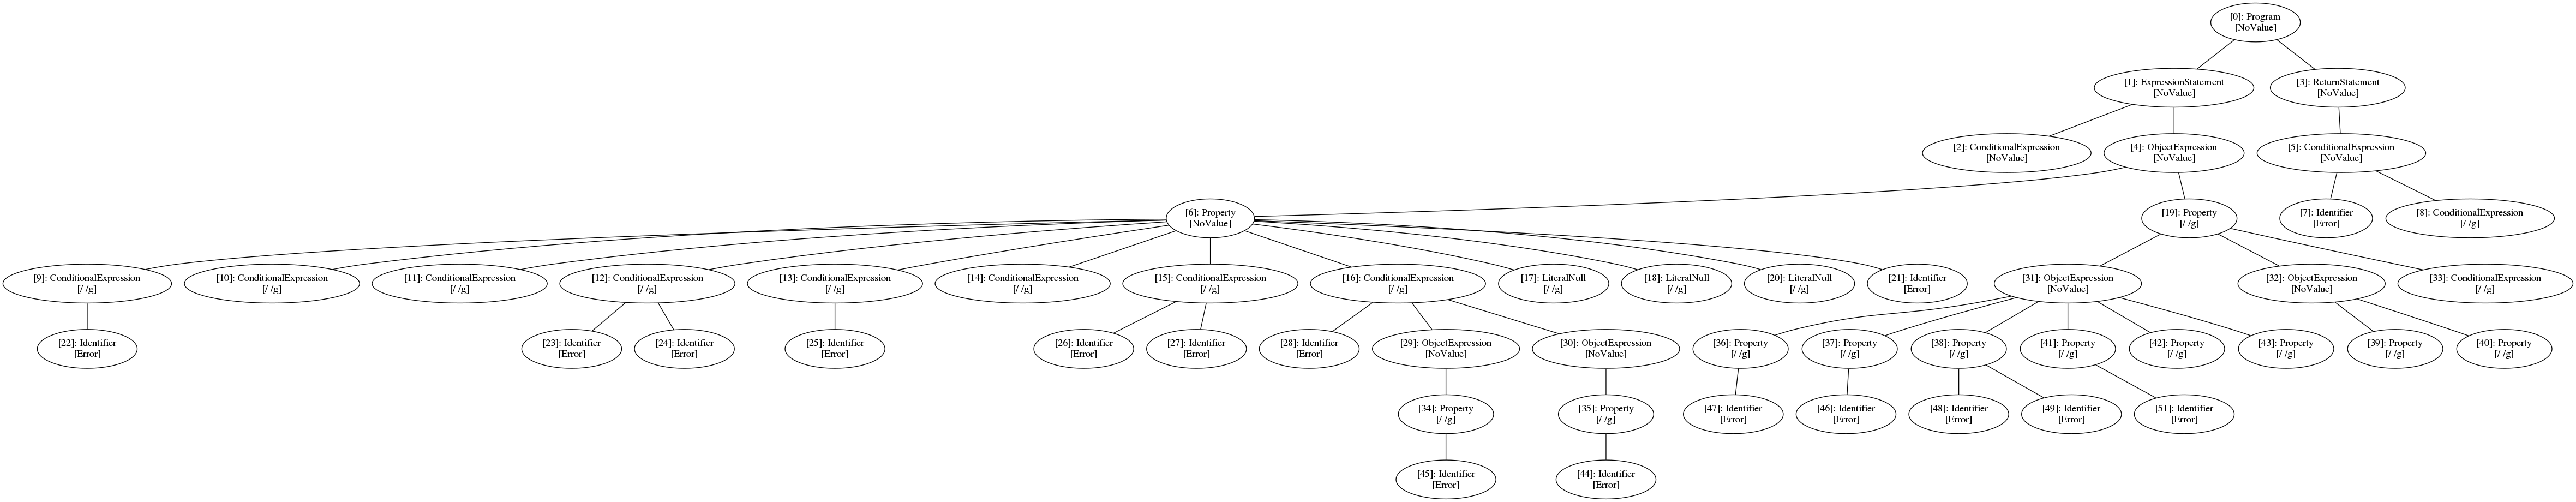 [0]: Program
[NoValue]
[1]: ExpressionStatement
[NoValue]
[3]: ReturnStatement
[NoValue]
[2]: ConditionalExpression
[NoValue]
[4]: ObjectExpression
[NoValue]
[5]: ConditionalExpression
[NoValue]
[6]: Property
[NoValue]
[19]: Property
[/ /g]
[7]: Identifier
[Error]
[8]: ConditionalExpression
[/ /g]
[9]: ConditionalExpression
[/ /g]
[10]: ConditionalExpression
[/ /g]
[11]: ConditionalExpression
[/ /g]
[12]: ConditionalExpression
[/ /g]
[13]: ConditionalExpression
[/ /g]
[14]: ConditionalExpression
[/ /g]
[15]: ConditionalExpression
[/ /g]
[16]: ConditionalExpression
[/ /g]
[17]: LiteralNull
[/ /g]
[18]: LiteralNull
[/ /g]
[20]: LiteralNull
[/ /g]
[21]: Identifier
[Error]
[31]: ObjectExpression
[NoValue]
[32]: ObjectExpression
[NoValue]
[33]: ConditionalExpression
[/ /g]
[22]: Identifier
[Error]
[23]: Identifier
[Error]
[24]: Identifier
[Error]
[25]: Identifier
[Error]
[26]: Identifier
[Error]
[27]: Identifier
[Error]
[28]: Identifier
[Error]
[29]: ObjectExpression
[NoValue]
[30]: ObjectExpression
[NoValue]
[36]: Property
[/ /g]
[37]: Property
[/ /g]
[38]: Property
[/ /g]
[41]: Property
[/ /g]
[42]: Property
[/ /g]
[43]: Property
[/ /g]
[39]: Property
[/ /g]
[40]: Property
[/ /g]
[34]: Property
[/ /g]
[35]: Property
[/ /g]
[47]: Identifier
[Error]
[46]: Identifier
[Error]
[48]: Identifier
[Error]
[49]: Identifier
[Error]
[51]: Identifier
[Error]
[45]: Identifier
[Error]
[44]: Identifier
[Error]